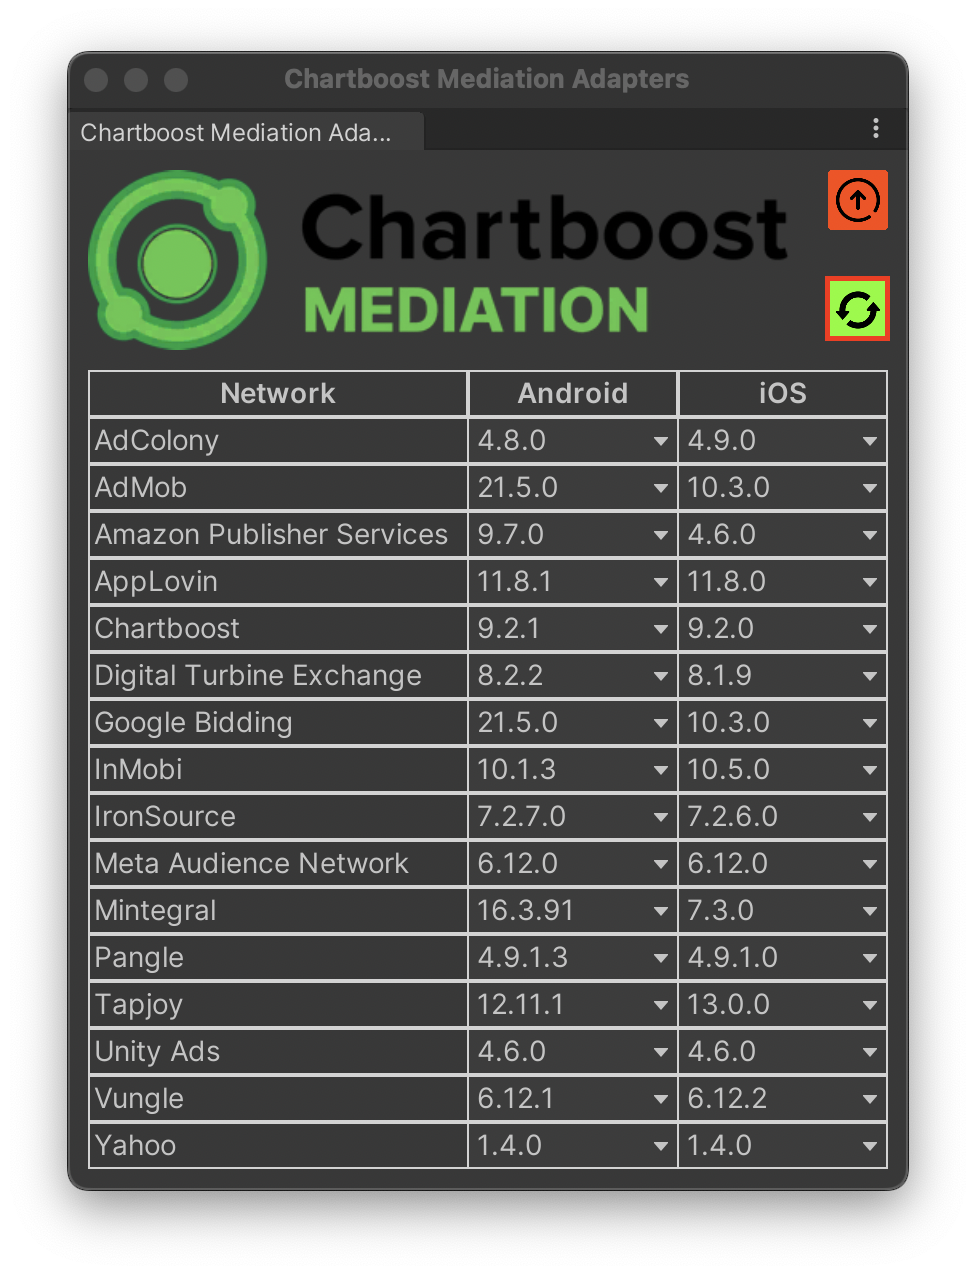 Chartboost Mediation Adapters
Chartboost Mediation Ada...
Chartboost
MEDIATION
Network Android iOS
AdColony 4.8.0 4.9.0
AdMob 21.5.0 10.3.0
Amazon Publisher Services 9.7.0 4.6.0
AppLovin 11.8.1 11.8.0
Chartboost 9.2.1 9.2.0
Digital Turbine Exchange 8.2.2 8.1.9
Google Bidding 21.5.0 10.3.0
InMobi 10.1.3 10.5.0
IronSource 7.2.7.0 7.2.6.0
Meta Audience Network 6.12.0 6.12.0
Mintegral 16.3.91 7.3.0
Pangle 4.9.1.3 4.9.1.0
Tapjoy 12.11.1 13.0.0
Unity Ads 4.6.0 4.6.0
Vungle 6.12.1 6.12.2
Yahoo 1.4.0 1.4.0